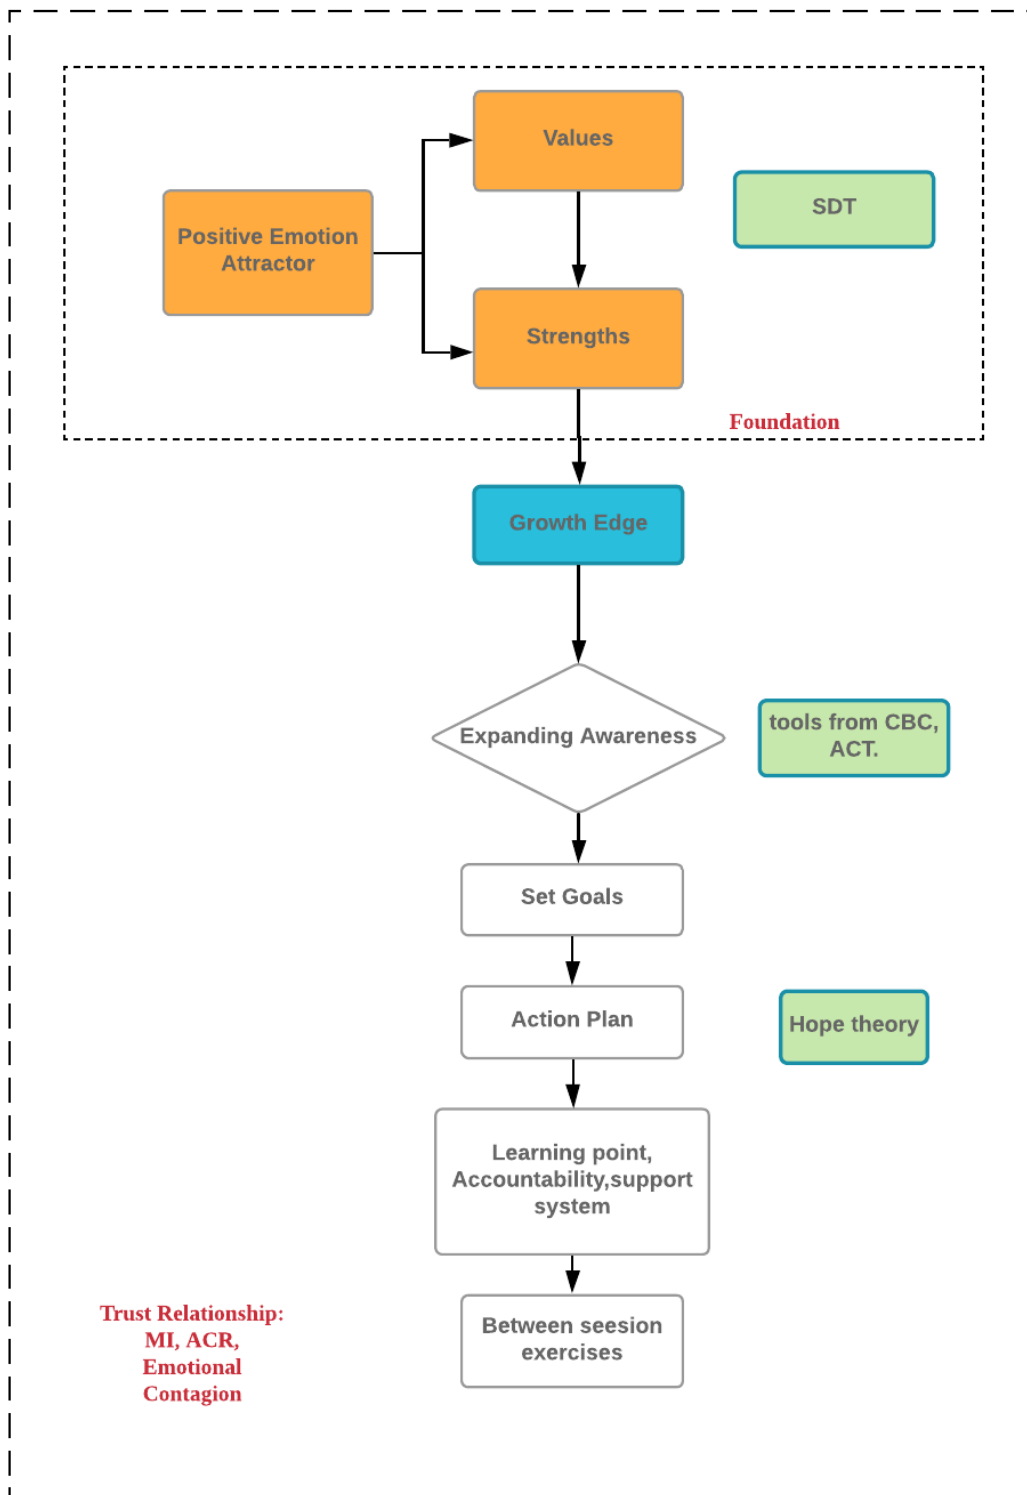 Values
SDT
Positive Emotion
Attractor
Strengths
Foundation
Growth Edge
Expanding Awareness
tools from CBC,
ACT.
Set Goals
Action Plan
Hope theory
Learning point,
Accountability,support
system
Trust Relationship:
MI, ACR,
Emotional
Contagion
Between seesion
exercises